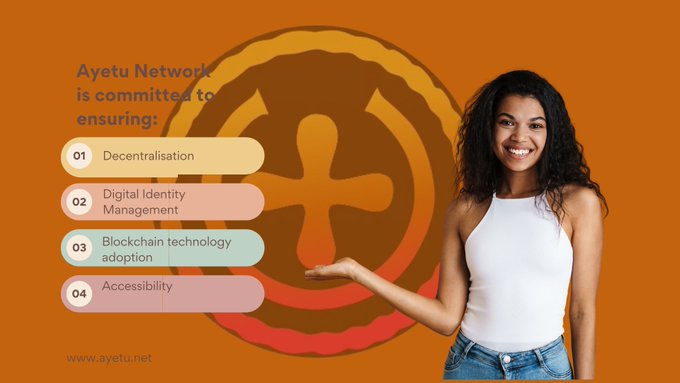 Ayetu Network
is committed to
ensuring:
01 Decentralisation
02 Digital Identity
Management
03 Blockchain technology
adoption
04 Accessibility
www.ayetu.net